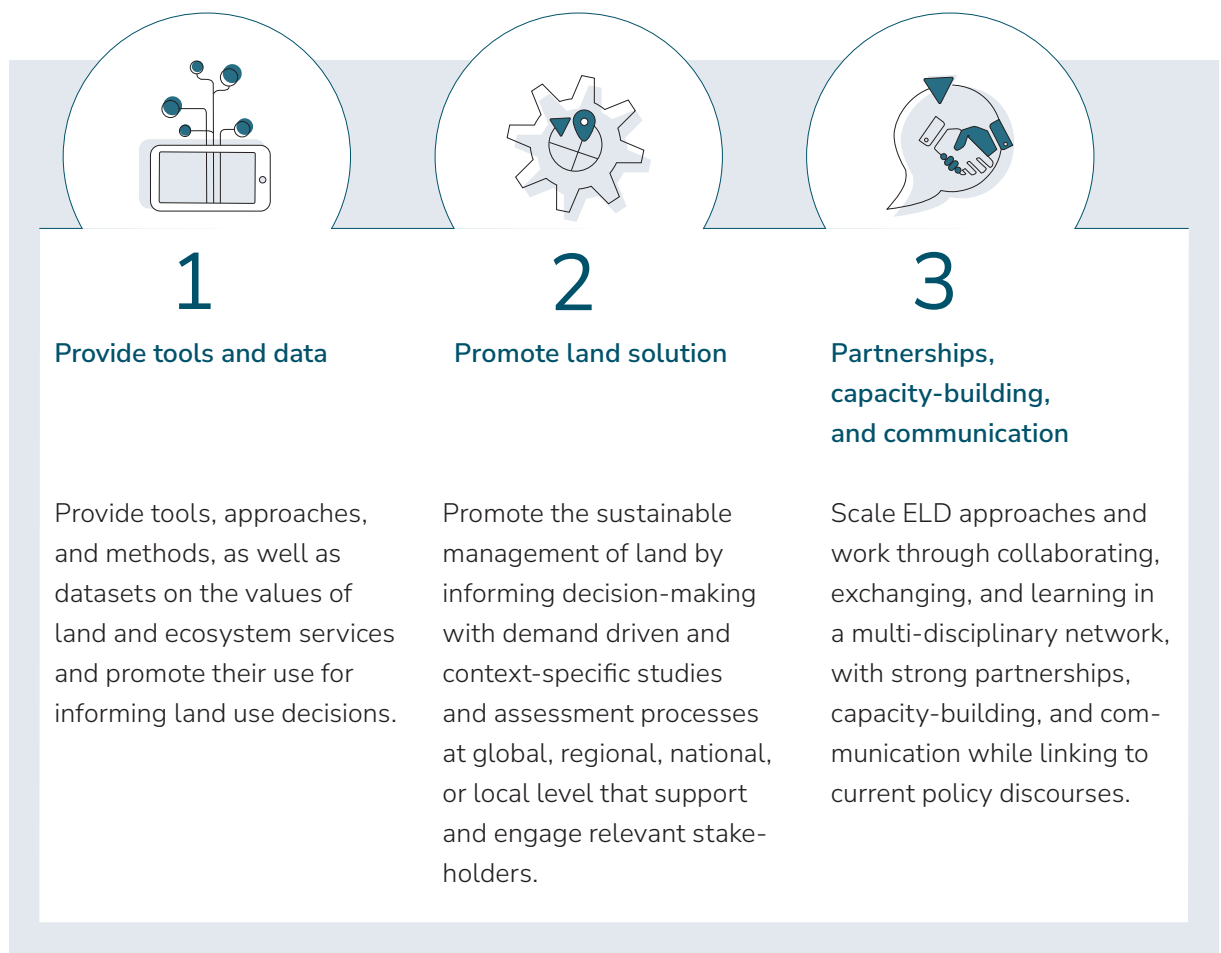 1
Provide tools and data
Provide tools, approaches,
and methods, as well as
datasets on the values of
land and ecosystem services
and promote their use for
informing land use decisions.
2
Promote land solution
Promote the sustainable
management of land by
informing decision-making
with demand driven and
context-specific studies
and assessment processes
at global, regional, national,
or local level that support
and engage relevant stake-
holders.
3
Partnerships,
capacity-building,
and communication
Scale ELD approaches and
work through collaborating,
exchanging, and learning in
a multi-disciplinary network,
with strong partnerships,
capacity-building, and com-
munication while linking to
current policy discourses.